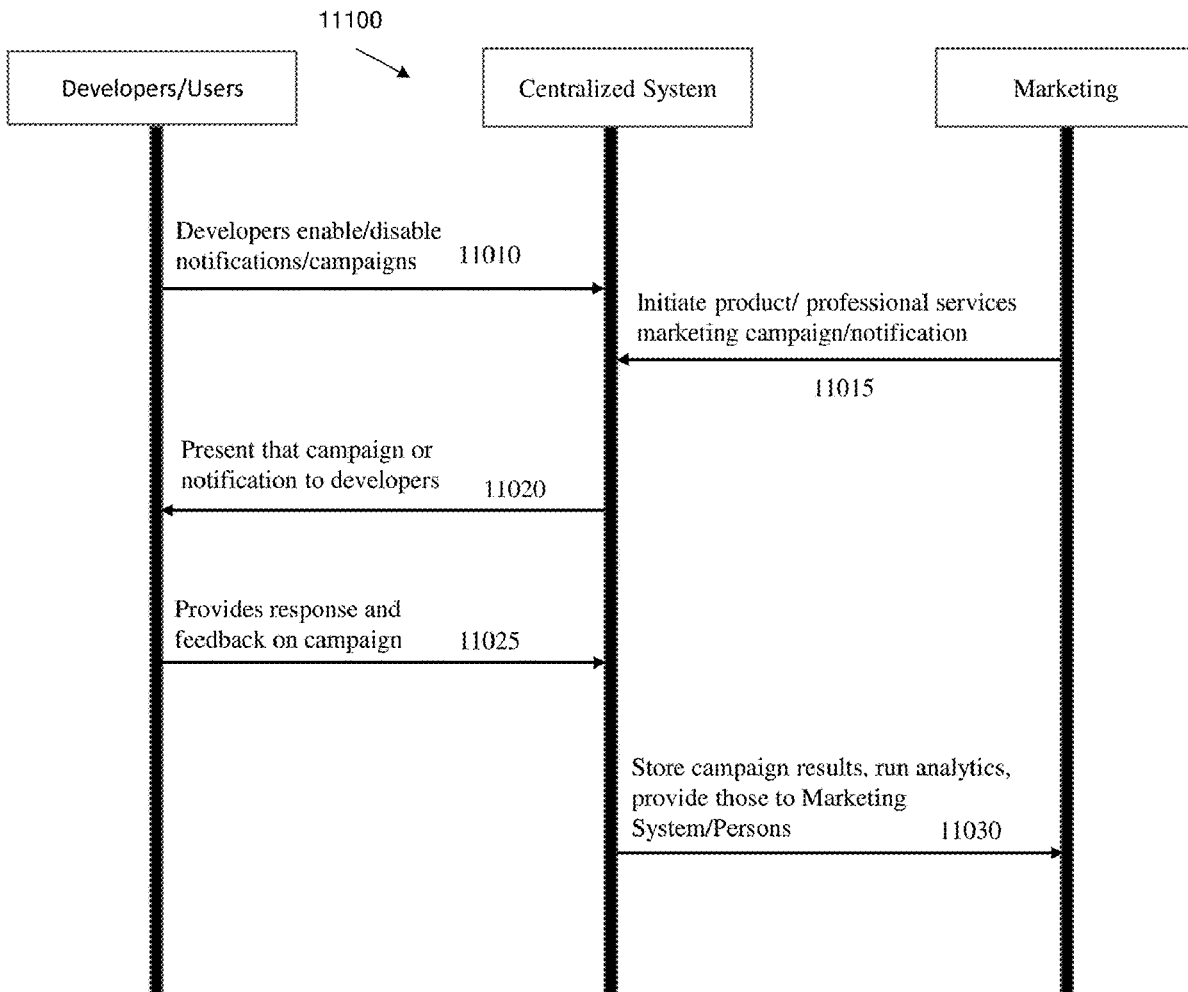 11100
Developers/Users
Centralized System
Marketing
Developers enable/disable
notifications/campaigns
11010
Initiate product/ professional services
marketing campaign/notification
11015
Present that campaign or
notification to developers
11020
Provides response and
feedback on campaign
11025
Store campaign results, run analytics,
provide those to Marketing
System/Persons
11030